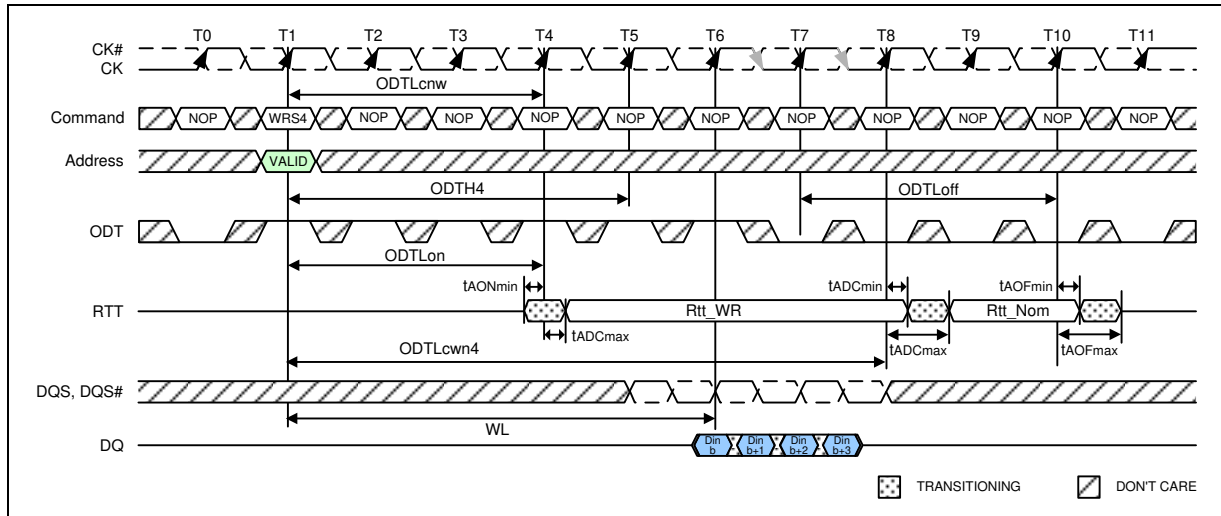 T0 T1 T2 T3 T4 T5 T6 T7 T8 T9 T10 T11
CK#
CK
ODTLcnw
Command NOP WRS4 NOP NOP NOP NOP NOP NOP NOP NOP NOP NOP
Address VALID
ODTH4 ODTLoff
ODT
ODTLon
tAONmin tADCmin tAOFmin
RTT Rtt_WR Rtt_Nom
tADCmax tADCmax tAOFmax
ODTLcwn4
DQS, DQS#
WL
DQ Din b Din b+1 Din b+2 Din b+3
TRANSITIONING DON'T CARE